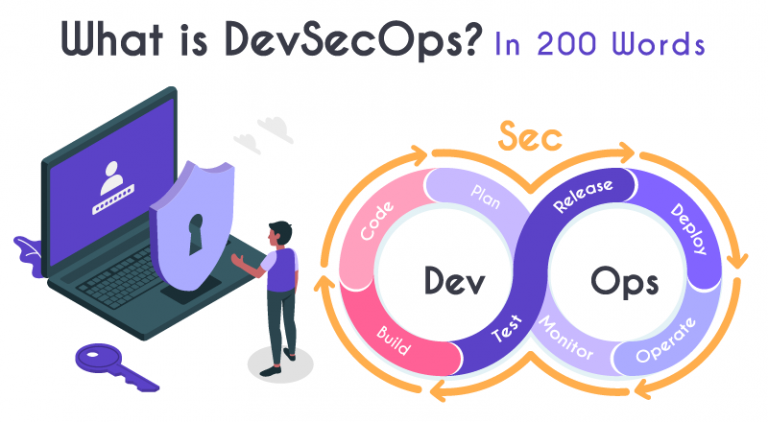 What is DevSecOps? In 200 Words
Sec
Plan
Code
Build
Test
Release
Deploy
Operate
Monitor
Dev
Ops